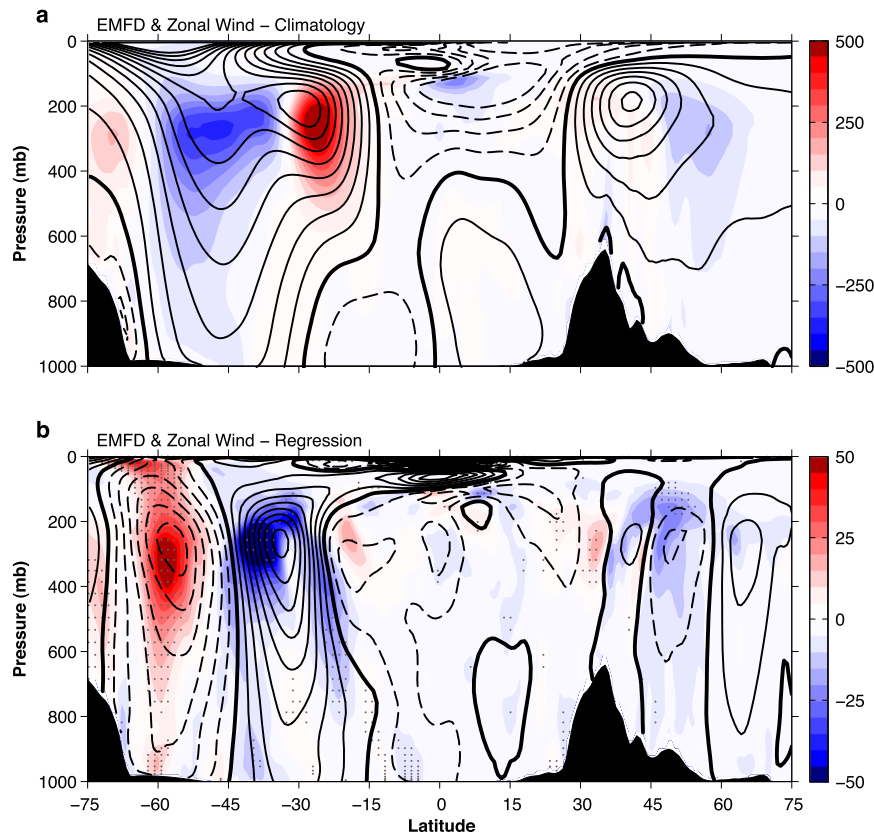 a
EMFD & Zonal Wind – Climatology
0
200
400
600
800
1000
Pressure (mb)
500
250
0
−250
−500
b
EMFD & Zonal Wind – Regression
0
200
400
600
800
1000
Pressure (mb)
−75 −60 −45 −30 −15 0 15 30 45 60 75
Latitude
50
25
0
−25
−50